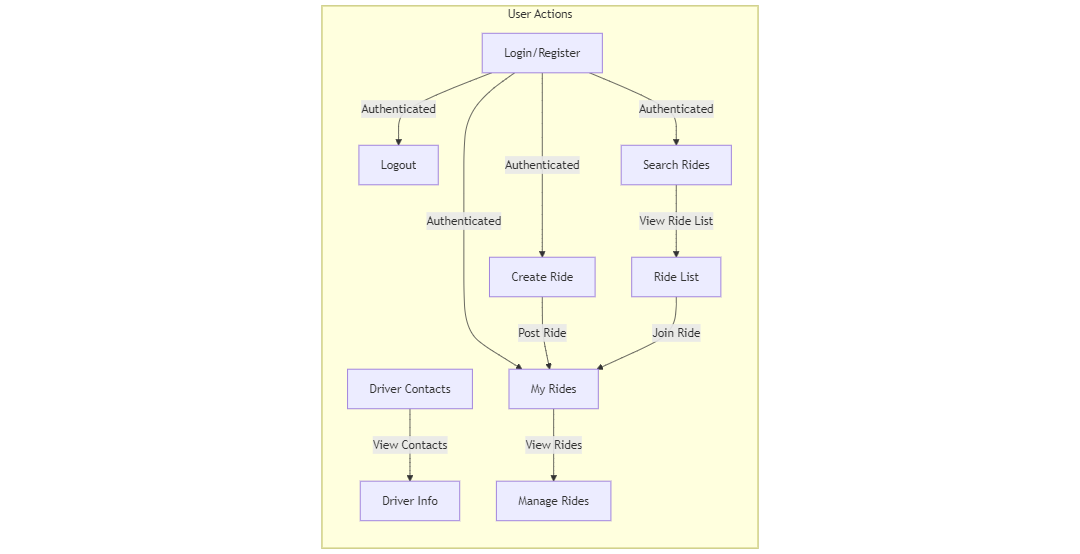 User Actions
Login/Register
Authenticated
Authenticated
Logout
Authenticated
Search Rides
Authenticated
View Ride List
Create Ride
Ride List
Post Ride
Join Ride
Driver Contacts
My Rides
View Contacts
View Rides
Driver Info
Manage Rides